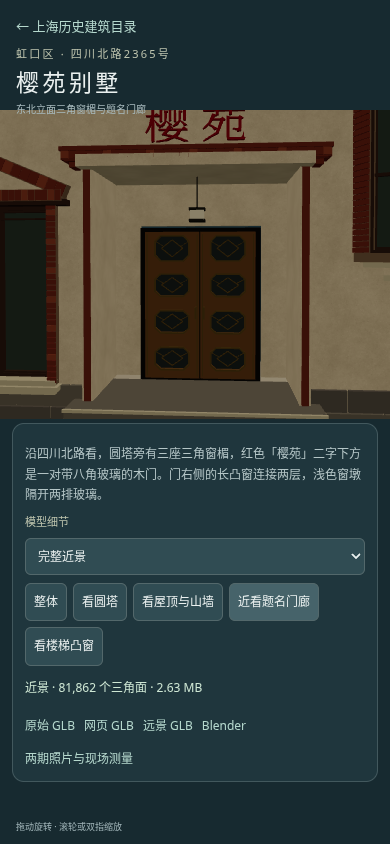 ← 上海历史建筑目录
虹口区 · 四川北路2365号
樱苑别墅
东北立面三角窗楣与题名门廊
樱苑
沿四川北路看，圆塔旁有三座三角窗楣，红色「樱苑」二字下方
是一对带八角玻璃的木门。门右侧的长凸窗连接两层，浅色窗墩
隔开两排玻璃。
模型细节
完整近景
整体
看圆塔
看屋顶与山墙
近看题名门廊
看楼梯凸窗
近景 · 81,862 个三角面 · 2.63 MB
原始 GLB 网页 GLB 远景 GLB Blender
两期照片与现场测量
拖动旋转 · 滚轮或双指缩放